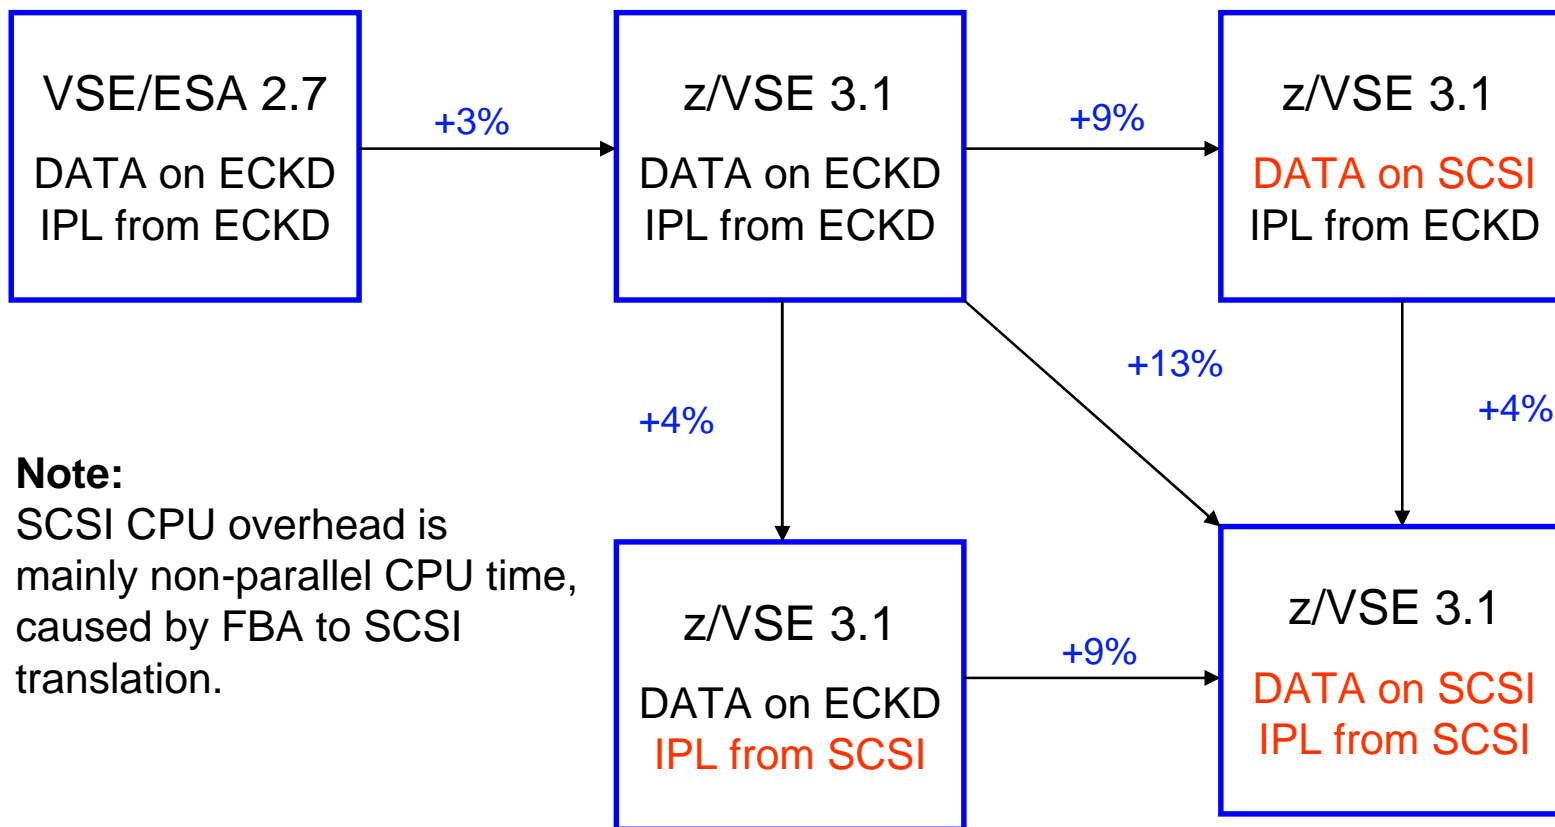 VSE/ESA 2.7
DATA on ECKD
IPL from ECKD
+3%
z/VSE 3.1
DATA on ECKD
IPL from ECKD
+9%
z/VSE 3.1
DATA on SCSI
IPL from ECKD
+4%
+13%
+4%
Note:
SCSI CPU overhead is
mainly non-parallel CPU time,
caused by FBA to SCSI
translation.
z/VSE 3.1
DATA on ECKD
IPL from SCSI
+9%
z/VSE 3.1
DATA on SCSI
IPL from SCSI